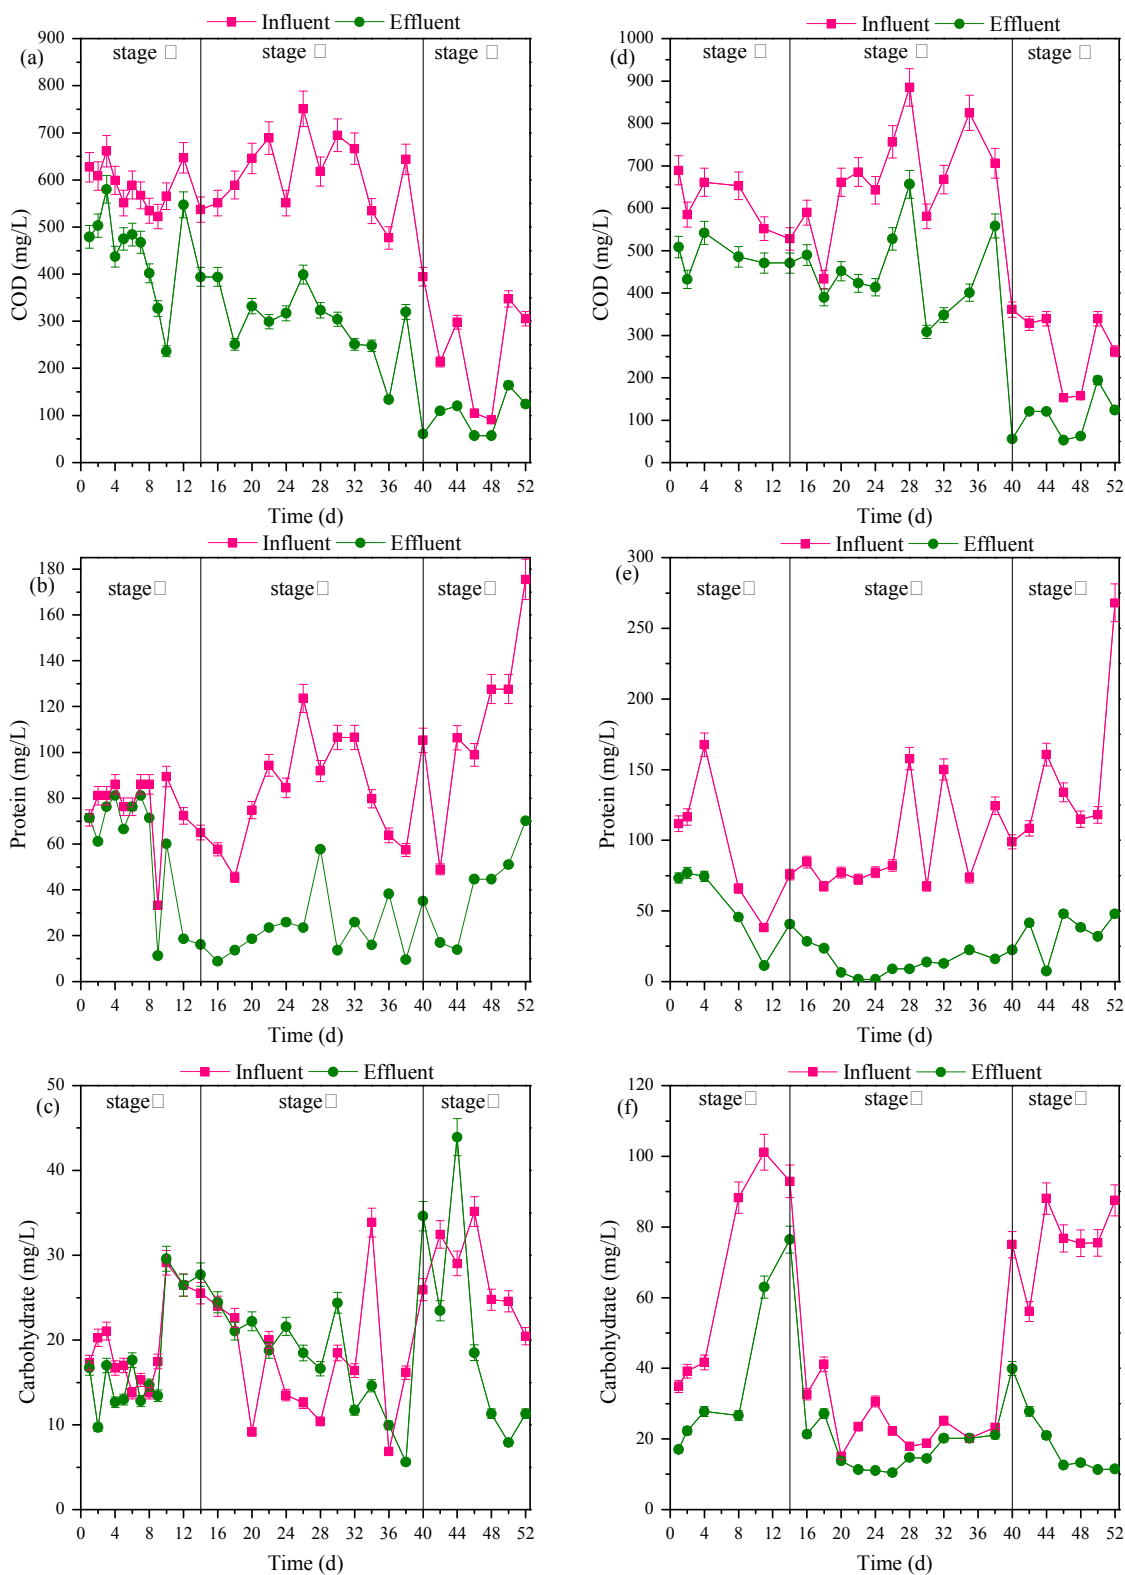 Influent Effluent
(a)
stage □ stage □ stage □
COD (mg/L)
900
800
700
600
500
400
300
200
100
0
0 4 8 12 16 20 24 28 32 36 40 44 48 52
Time (d)
Influent Effluent
(d)
stage □ stage □ stage □
COD (mg/L)
1000
900
800
700
600
500
400
300
200
100
0
0 4 8 12 16 20 24 28 32 36 40 44 48 52
Time (d)
Influent Effluent
(b)
stage□ stage□ stage□
Protein (mg/L)
180
160
140
120
100
80
60
40
20
0
0 4 8 12 16 20 24 28 32 36 40 44 48 52
Time (d)
Influent Effluent
(e)
stage□ stage□ stage□
Protein (mg/L)
300
250
200
150
100
50
0
0 4 8 12 16 20 24 28 32 36 40 44 48 52
Time (d)
Influent Effluent
(c)
stage□ stage□ stage□
Carbohydrate (mg/L)
50
40
30
20
10
0
0 4 8 12 16 20 24 28 32 36 40 44 48 52
Time (d)
Influent Effluent
(f)
stage□ stage□ stage□
Carbohydrate (mg/L)
120
100
80
60
40
20
0
0 4 8 12 16 20 24 28 32 36 40 44 48 52
Time (d)